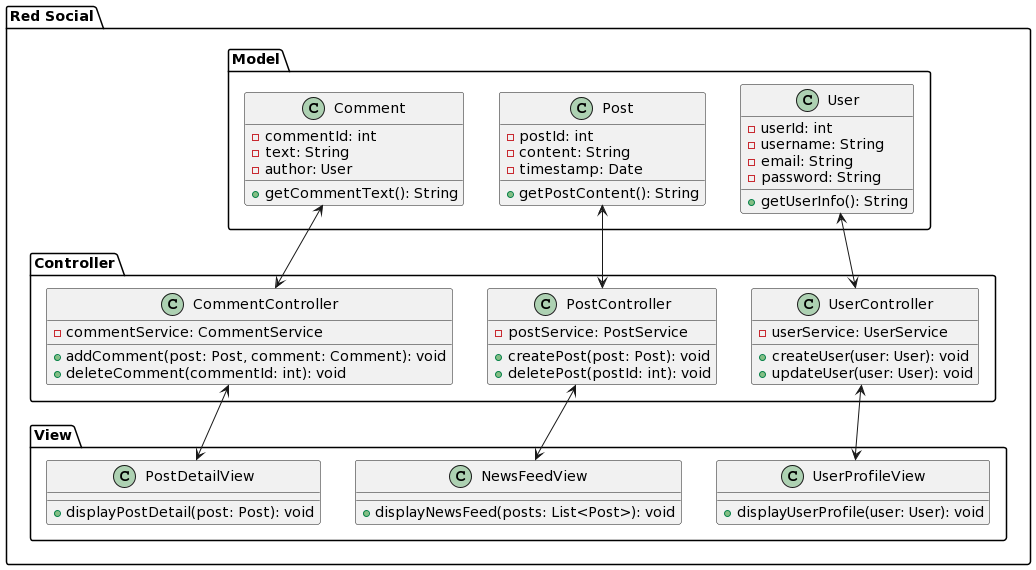 Red Social
Model
C Comment
commentId: int
text: String
author: User
getCommentText(): String
C Post
postId: int
content: String
timestamp: Date
getPostContent(): String
C User
userId: int
username: String
email: String
password: String
getUserInfo(): String
Controller
C CommentController
commentService: CommentService
addComment(post: Post, comment: Comment): void
deleteComment(commentId: int): void
C PostController
postService: PostService
createPost(post: Post): void
deletePost(postId: int): void
C UserController
userService: UserService
createUser(user: User): void
updateUser(user: User): void
View
C PostDetailView
displayPostDetail(post: Post): void
C NewsFeedView
displayNewsFeed(posts: List<Post>): void
C UserProfileView
displayUserProfile(user: User): void